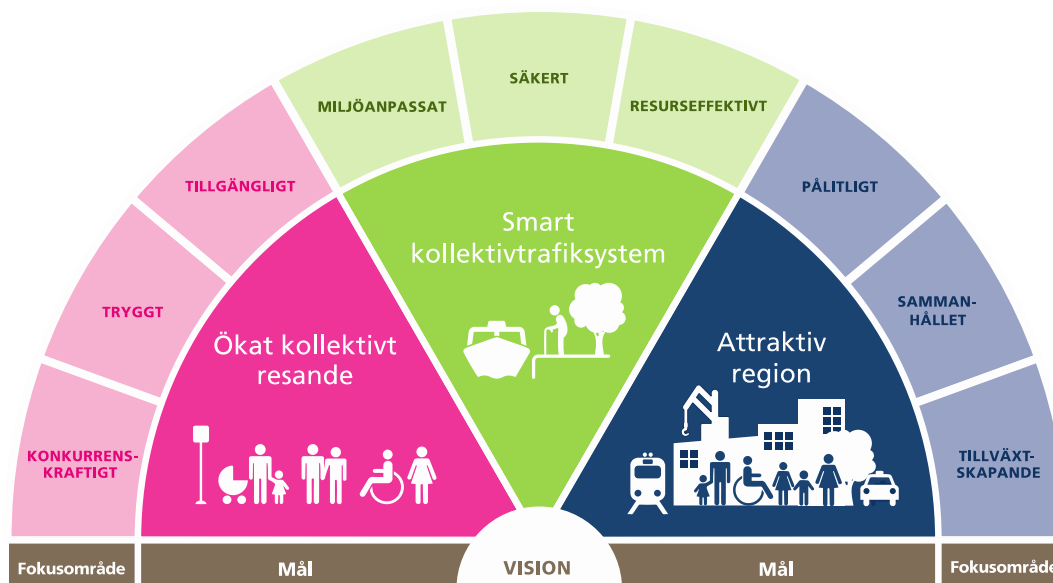 MILJÖANPASSAT
SÄKERT
RESURSEFFEKTIVT
TILLGÄNGLIGT
PÅLITLIGT
TRYGGT
SAMMAN-
HÅLLET
KONKURRENS-
KRAFTIGT
TILLVÄXT-
SKAPANDE
Smart
kollektivtrafiksystem
Ökat kollektivt
resande
Attraktiv
region
Fokusområde
Mål
VISION
Mål
Fokusområde